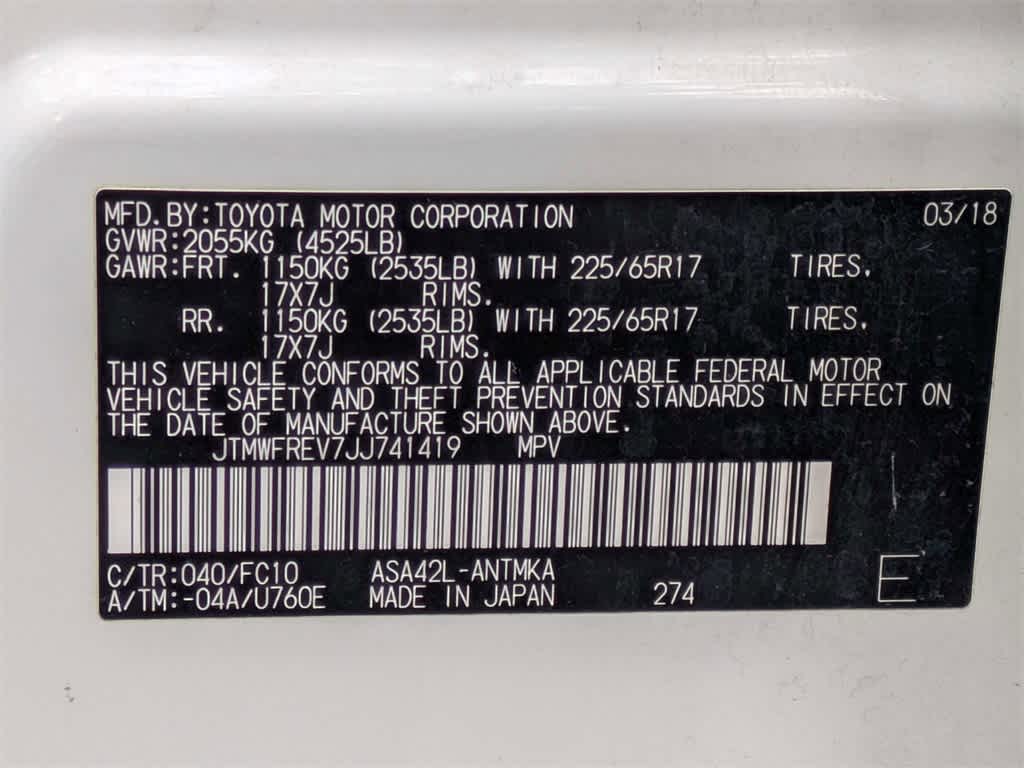 MFD.BY:TOYOTA MOTOR CORPORATION 03/18
GVWR:2055KG (4525LB)
GAWR:FRT. 1150KG (2535LB) WITH 225/65R17 TIRES.
17X7J RIMS.
RR. 1150KG (2535LB) WITH 225/65R17 TIRES.
17X7J RIMS.
THIS VEHICLE CONFORMS TO ALL APPLICABLE FEDERAL MOTOR
VEHICLE SAFETY AND THEFT PREVENTION STANDARDS IN EFFECT ON
THE DATE OF MANUFACTURE SHOWN ABOVE.
JTMWFREV7JJ741419 MPV
C/TR:040/FC10 ASA42L-ANTMKA
A/TM:-04A/U760E MADE IN JAPAN 274 E